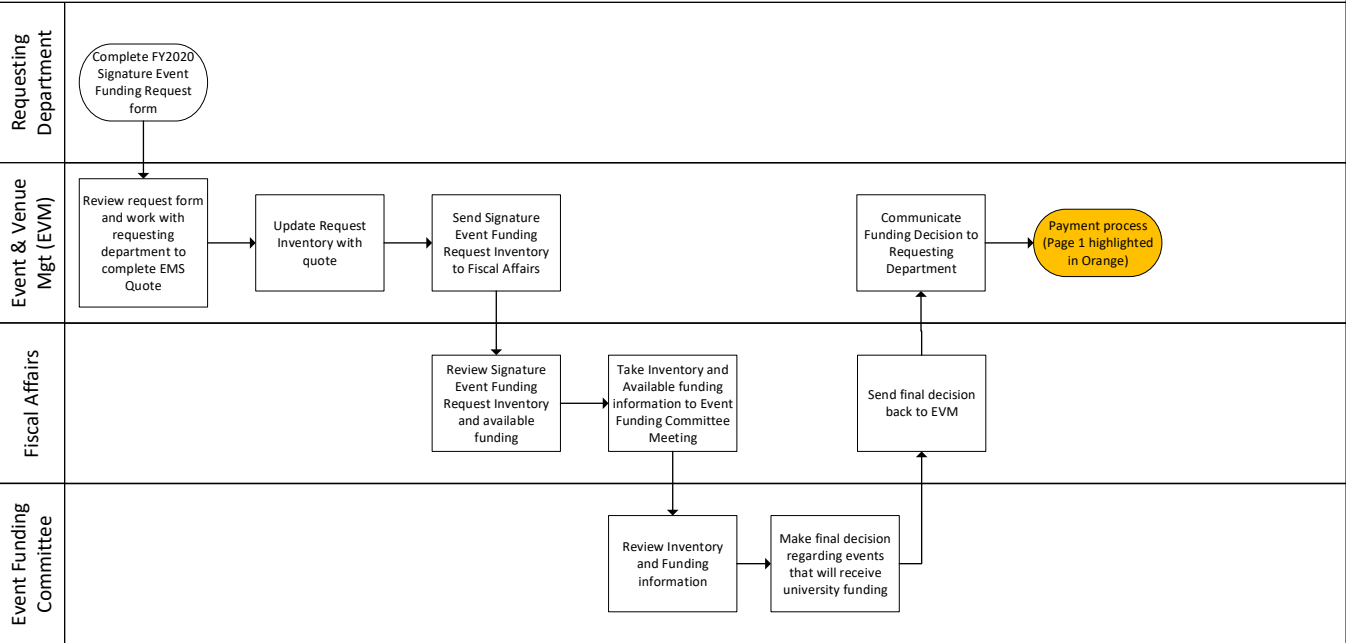 Requesting
Department
Complete FY2020
Signature Event
Funding Request
form
Event & Venue
Mgt (EVM)
Review request form
and work with
requesting
department to
complete EMS
Quote
Update Request
Inventory with
quote
Send Signature
Event Funding
Request Inventory
to Fiscal Affairs
Communicate
Funding Decision to
Requesting
Department
Payment process
(Page 1 highlighted
in Orange)
Fiscal Affairs
Review Signature
Event Funding
Request Inventory
and available
funding
Take Inventory and
Available funding
information to Event
Funding Committee
Meeting
Send final decision
back to EVM
Event Funding
Committee
Review Inventory
and Funding
information
Make final decision
regarding events
that will receive
university funding